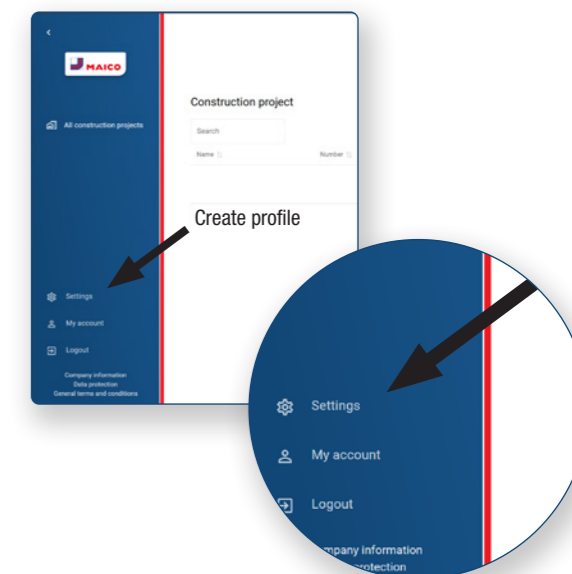 MAICO
All construction projects
Construction project
Search
Name
Number
Create profile
Settings
My account
Logout
Company information
Data protection
General terms and conditions
Settings
My account
Logout
mpany information
protection